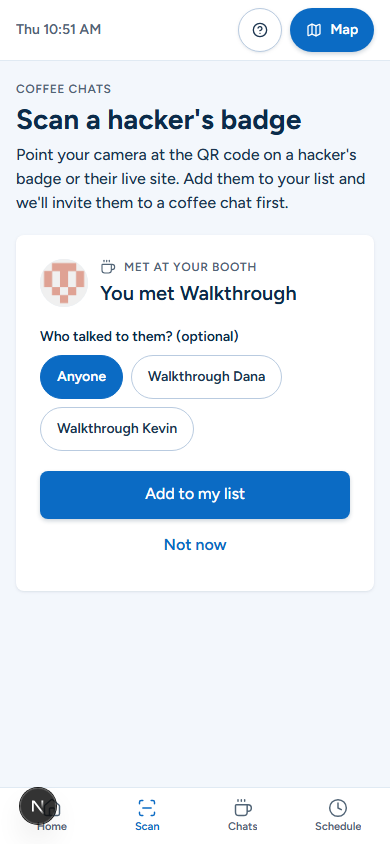 Thu 10:51 AM
Map
COFFEE CHATS
Scan a hacker's badge
Point your camera at the QR code on a hacker's
badge or their live site. Add them to your list and
we'll invite them to a coffee chat first.
MET AT YOUR BOOTH
You met Walkthrough
Who talked to them? (optional)
Anyone
Walkthrough Dana
Walkthrough Kevin
Add to my list
Not now
N
Home
Scan
Chats
Schedule